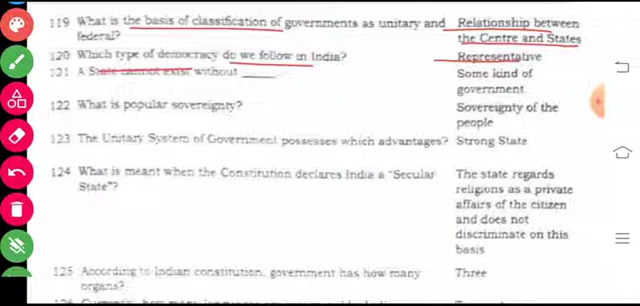 119 What is the basis of classification of governments as unitary and federal? Relationship between
the Centre and States
120 Which type of democracy do we follow in India? Representative
121 A State cannot exist without ____ Some kind of
government
122 What is popular sovereignty? Sovereignty of the
people
123 The Unitary System of Government possesses which advantages? Strong State
124 What is meant when the Constitution declares India a "Secular State"? The state regards
religions as a private
affairs of the citizen
and does not
discriminate on this
basis
125 According to Indian constitution, government has how many organs? Three